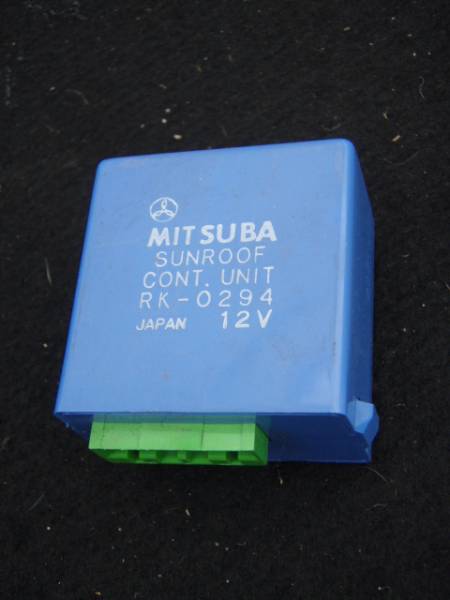 MITSUBA
SUNROOF
CONT. UNIT
RK-0294
JAPAN 12V